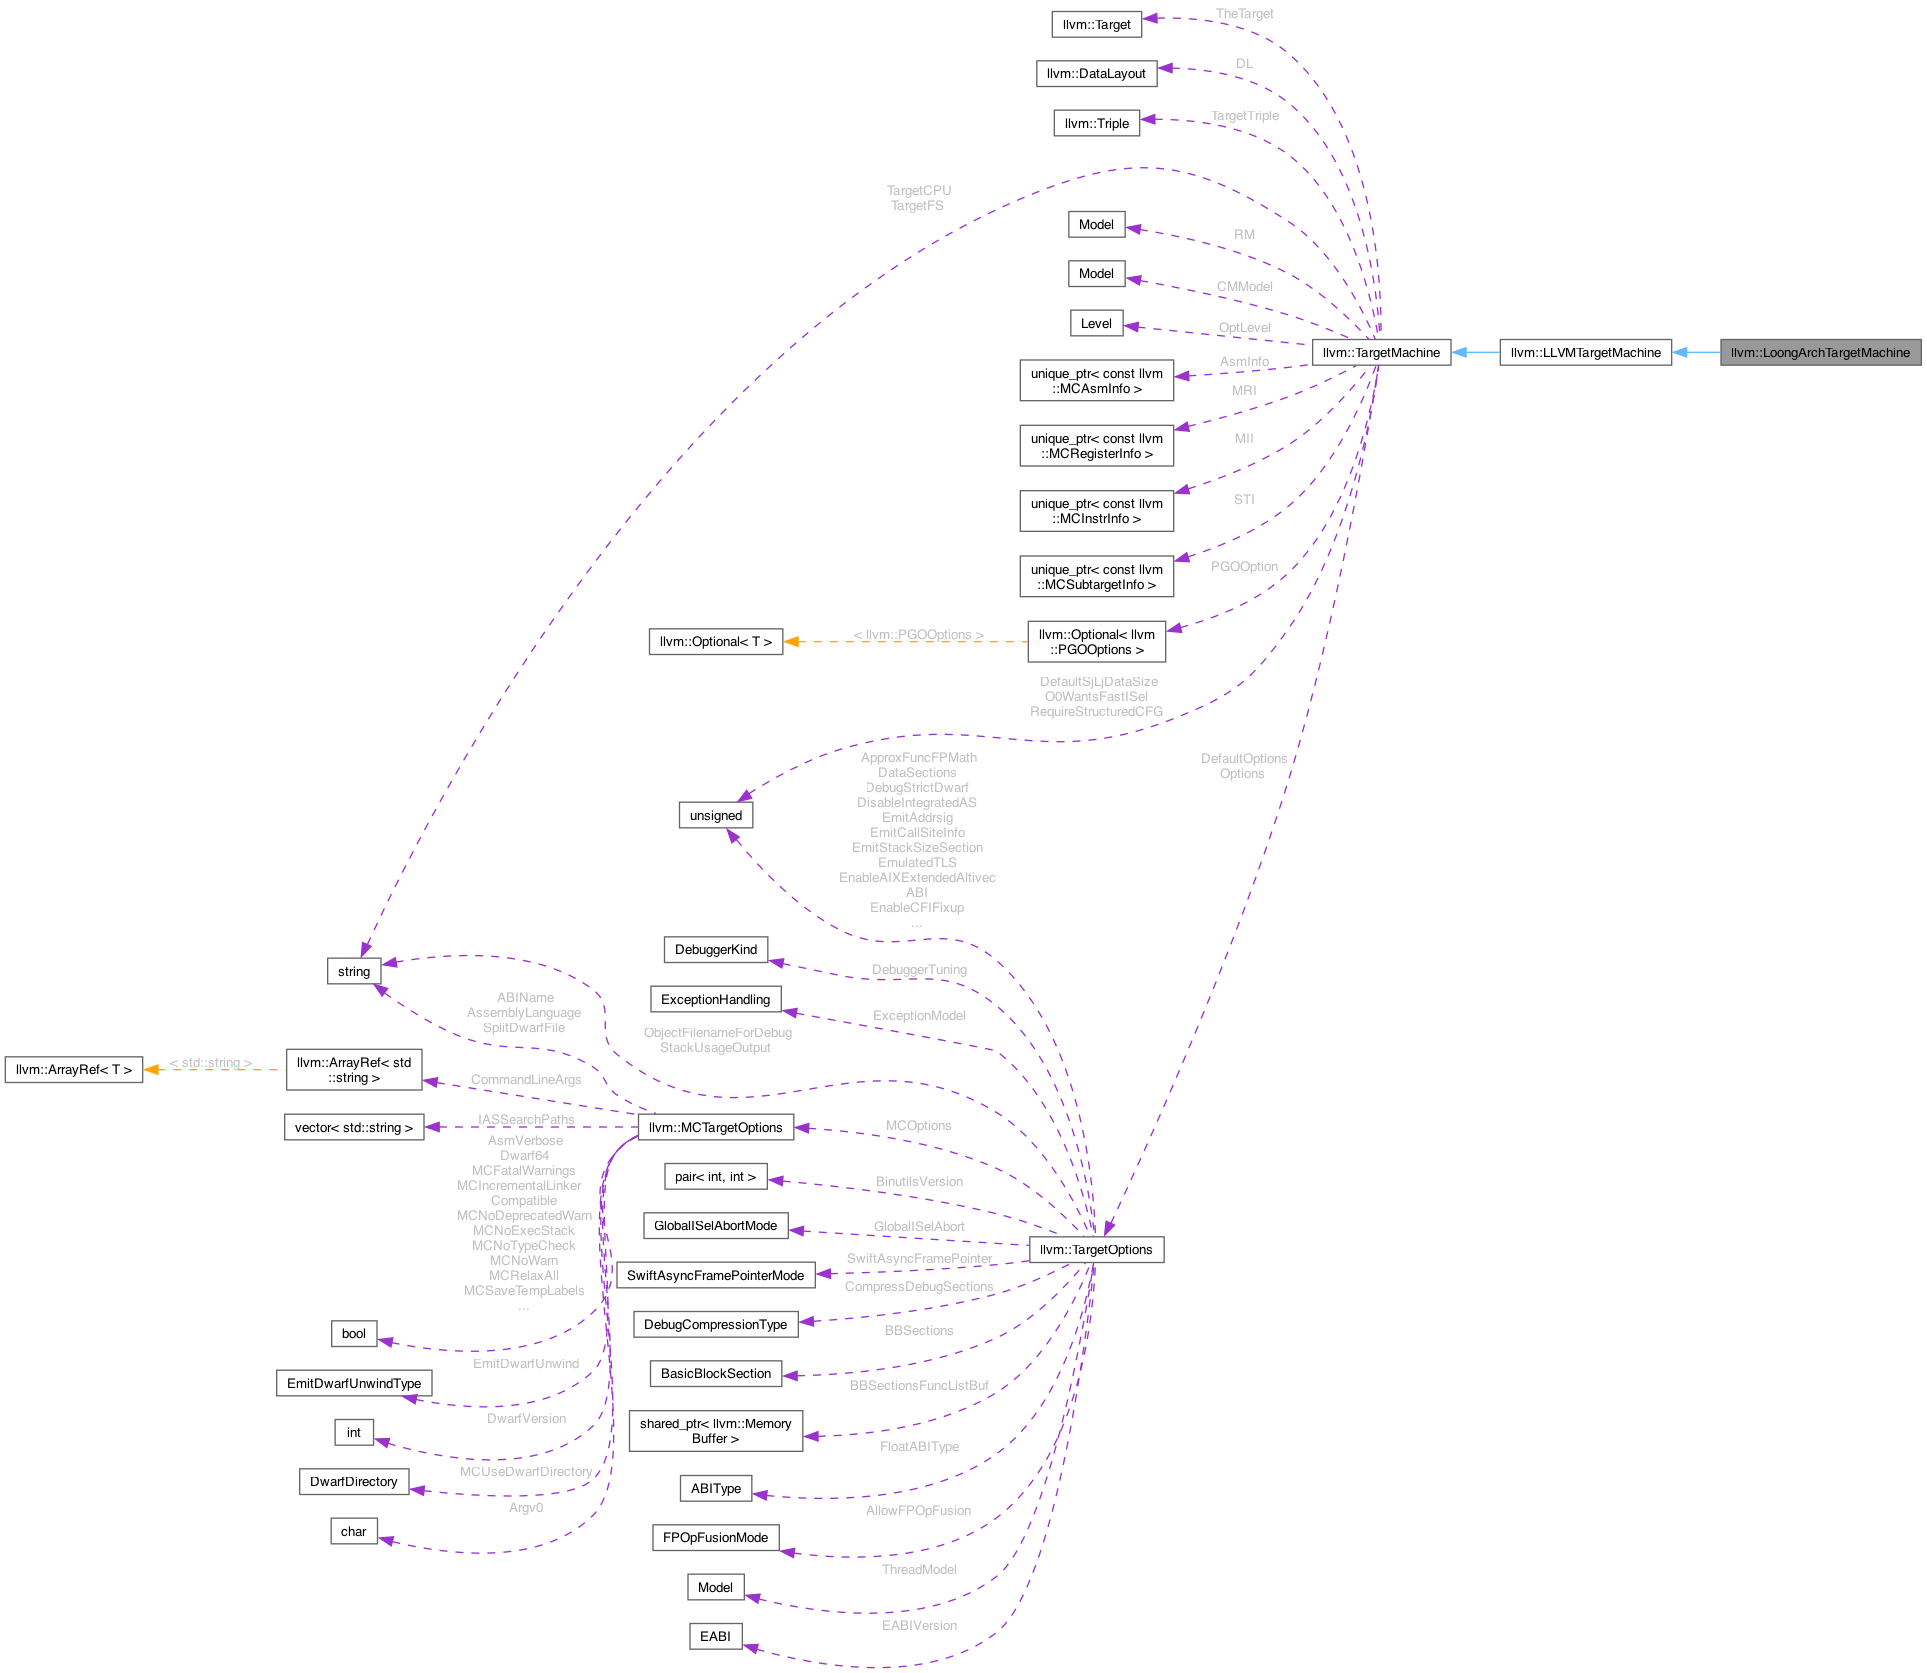 llvm::Target
TheTarget
llvm::DataLayout
DL
llvm::Triple
TargetTriple
TargetCPU
TargetFS
Model
RM
Model
CMModel
Level
OptLevel
llvm::TargetMachine
llvm::LLVMTargetMachine
llvm::LoongArchTargetMachine
unique_ptr< const llvm
::MCAsmInfo >
AsmInfo
unique_ptr< const llvm
::MCRegisterInfo >
MRI
unique_ptr< const llvm
::MCInstrInfo >
MII
unique_ptr< const llvm
::MCSubtargetInfo >
STI
PGOOption
llvm::Optional< T >
< llvm::PGOOptions >
llvm::Optional< llvm
::PGOOptions >
DefaultSjLjDataSize
O0WantsFastISel
RequireStructuredCFG
DefaultOptions
Options
unsigned
ApproxFuncFPMath
DataSections
DebugStrictDwarf
DisableIntegratedAS
EmitAddrsig
EmitCallSiteInfo
EmitStackSizeSection
EmulatedTLS
EnableAIXExtendedAltivec
ABI
EnableCFIFixup
...
DebuggerKind
DebuggerTuning
string
ExceptionHandling
ExceptionModel
ABIName
AssemblyLanguage
SplitDwarfFile
ObjectFilenameForDebug
StackUsageOutput
llvm::ArrayRef< T >
< std::string >
llvm::ArrayRef< std
::string >
CommandLineArgs
vector< std::string >
IASSearchPaths
llvm::MCTargetOptions
MCOptions
AsmVerbose
Dwarf64
MCFatalWarnings
MCIncrementalLinker
Compatible
MCNoDeprecatedWarn
MCNoExecStack
MCNoTypeCheck
MCNoWarn
MCRelaxAll
MCSaveTempLabels
...
pair< int, int >
BinutilsVersion
GlobalISelAbortMode
GlobalISelAbort
llvm::TargetOptions
SwiftAsyncFramePointerMode
SwiftAsyncFramePointer
DebugCompressionType
CompressDebugSections
bool
BBSections
BasicBlockSection
EmitDwarfUnwind
EmitDwarfUnwindType
BBSectionsFuncListBuf
shared_ptr< llvm::Memory
Buffer >
int
DwarfVersion
FloatABIType
DwarfDirectory
MCUseDwarfDirectory
ABIType
Argv0
AllowFPOpFusion
char
FPOpFusionMode
ThreadModel
Model
EABIVersion
EABI